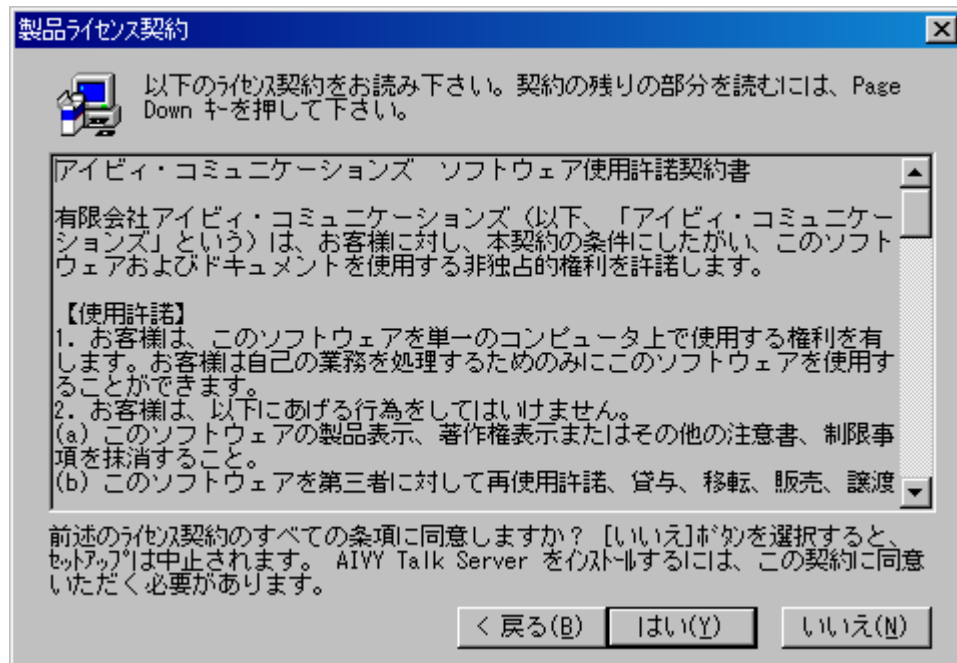 製品ﾗｲｾﾝｽ契約
以下のﾗｲｾﾝｽ契約をお読み下さい。契約の残りの部分を読むには、Page
Down ｷｰを押して下さい。
アイビィ・コミュニケーションズ　ソフトウェア使用許諾契約書
有限会社アイビィ・コミュニケーションズ（以下、「アイビィ・コミュニケー
ションズ」という）は、お客様に対し、本契約の条件にしたがい、このソフト
ウェアおよびドキュメントを使用する非独占的権利を許諾します。
【使用許諾】
1. お客様は、このソフトウェアを単一のコンピュータ上で使用する権利を有
します。お客様は自己の業務を処理するためのみにこのソフトウェアを使用す
ることができます。
2. お客様は、以下にあげる行為をしてはいけません。
(a) このソフトウェアの製品表示、著作権表示またはその他の注意書、制限事
項を抹消すること。
(b) このソフトウェアを第三者に対して再使用許諾、貸与、移転、販売、譲渡
前述のﾗｲｾﾝｽ契約のすべての条項に同意しますか？ [いいえ]ﾎﾞﾀﾝを選択すると、
ｾｯﾄｱｯﾌﾟは中止されます。 AIVY Talk Server をｲﾝｽﾄｰﾙするには、この契約に同意
いただく必要があります。
< 戻る(B)
はい(Y)
いいえ(N)